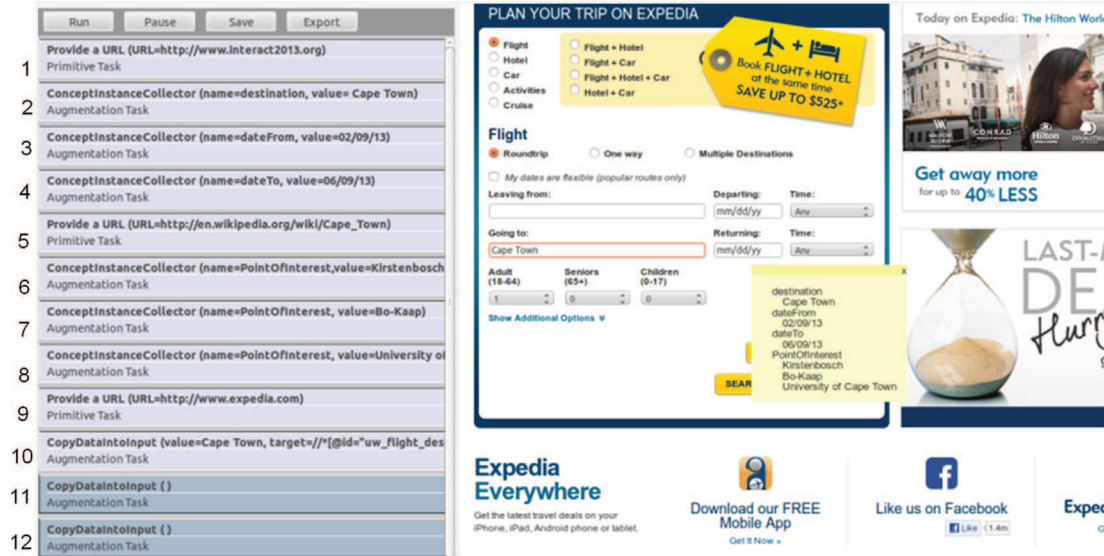 Run Pause Save Export
1 Provide a URL (URL=http://www.interact2013.org)
Primitive Task
2 ConceptInstanceCollector (name=destination, value= Cape Town)
Augmentation Task
3 ConceptInstanceCollector (name=dateFrom, value=02/09/13)
Augmentation Task
4 ConceptInstanceCollector (name=dateTo, value=06/09/13)
Augmentation Task
5 Provide a URL (URL=http://en.wikipedia.org/wiki/Cape_Town)
Primitive Task
6 ConceptInstanceCollector (name=PointOfInterest,value=Kirstenbosch
Augmentation Task
7 ConceptInstanceCollector (name=PointOfInterest, value=Bo-Kaap)
Augmentation Task
8 ConceptInstanceCollector (name=PointOfInterest, value=University of
Augmentation Task
9 Provide a URL (URL=http://www.expedia.com)
Primitive Task
10 CopyDataIntoInput (value=Cape Town, target=//*[@id="uw_flight_des
Augmentation Task
11 CopyDataIntoInput ( )
Augmentation Task
12 CopyDataIntoInput ( )
Augmentation Task
PLAN YOUR TRIP ON EXPEDIA
Flight
Hotel
Car
Activities
Cruise
Flight + Hotel
Flight + Car
Flight + Hotel + Car
Hotel + Car
Book FLIGHT + HOTEL
at the same time
SAVE UP TO $525*
Flight
Roundtrip One way Multiple Destinations
My dates are flexible (popular routes only)
Leaving from: Departing: Time:
mm/dd/yy Any
Going to: Returning: Time:
Cape Town mm/dd/yy Any
Adult (18-64) Seniors (65+) Children (0-17)
1 0 0
Show Additional Options
x
destination
Cape Town
dateFrom
02/09/13
dateTo
06/09/13
PointOfInterest
Kirstenbosch
Bo-Kaap
University of Cape Town
SEAR
Today on Expedia: The Hilton Worl
CONRAD Hilton
Get away more
for up to 40% LESS
LAST-M
DE
Hurry
Expedia
Everywhere
Get the latest travel deals on your
iPhone, iPad, Android phone or tablet.
Download our FREE
Mobile App
Get It Now »
Like us on Facebook
Like 1.4m
Exped